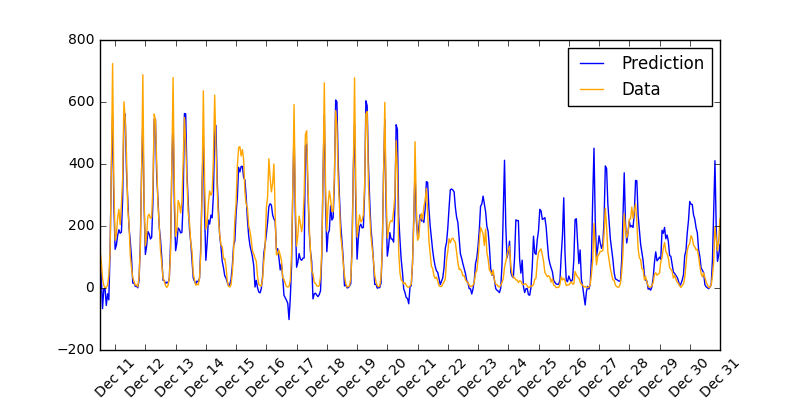 800
600
400
200
0
−200
Prediction
Data
Dec 11
Dec 12
Dec 13
Dec 14
Dec 15
Dec 16
Dec 17
Dec 18
Dec 19
Dec 20
Dec 21
Dec 22
Dec 23
Dec 24
Dec 25
Dec 26
Dec 27
Dec 28
Dec 29
Dec 30
Dec 31